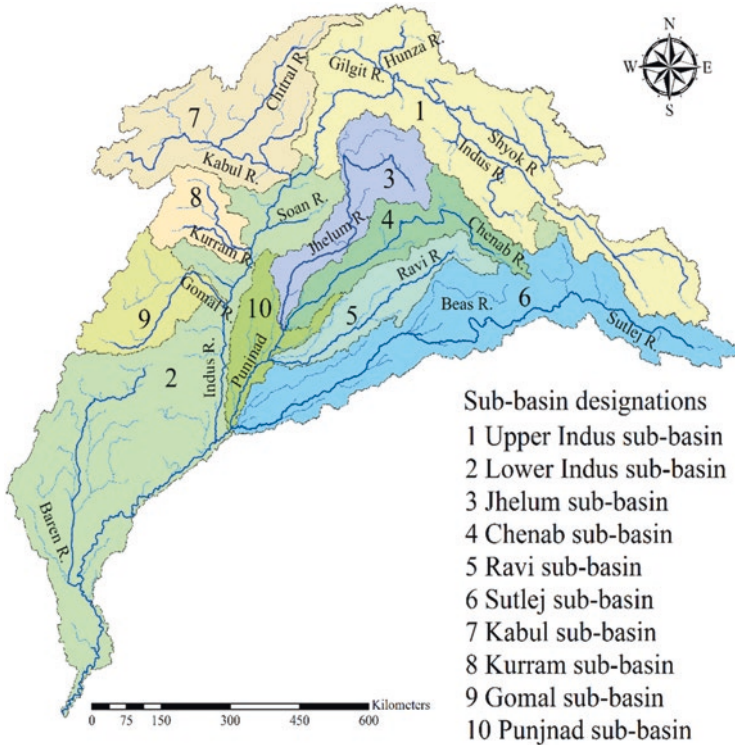 N
W E
S
Hunza R.
Gilgit R.
Chitral R.
1
7
Shyok R.
Indus R.
Kabul R.
3
8
Soan R.
4
Jhelum R.
Chenab R.
Kurram R.
Ravi R
Gomal R.
10
Beas R.
6
5
9
Sutlej R.
Indus R.
Punjnad
2
Baren R.
Sub-basin designations
1 Upper Indus sub-basin
2 Lower Indus sub-basin
3 Jhelum sub-basin
4 Chenab sub-basin
5 Ravi sub-basin
6 Sutlej sub-basin
7 Kabul sub-basin
8 Kurram sub-basin
9 Gomal sub-basin
10 Punjnad sub-basin
Kilometers
0 75 150 300 450 600